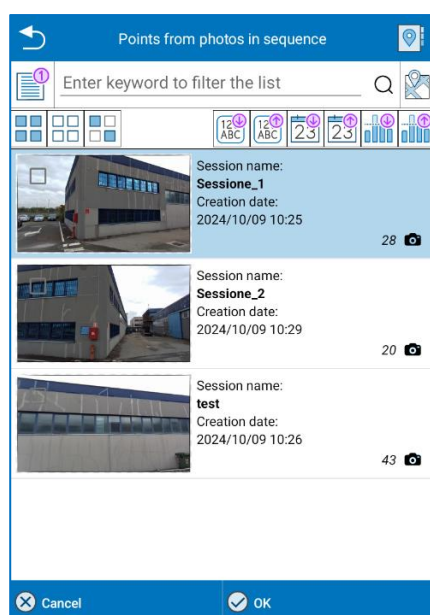 Points from photos in sequence
1
Enter keyword to filter the list
12 ABC
12 ABC
23
23
Session name:
Sessione_1
Creation date:
2024/10/09 10:25
28
Session name:
Sessione_2
Creation date:
2024/10/09 10:29
20
Session name:
test
Creation date:
2024/10/09 10:26
43
Cancel
OK